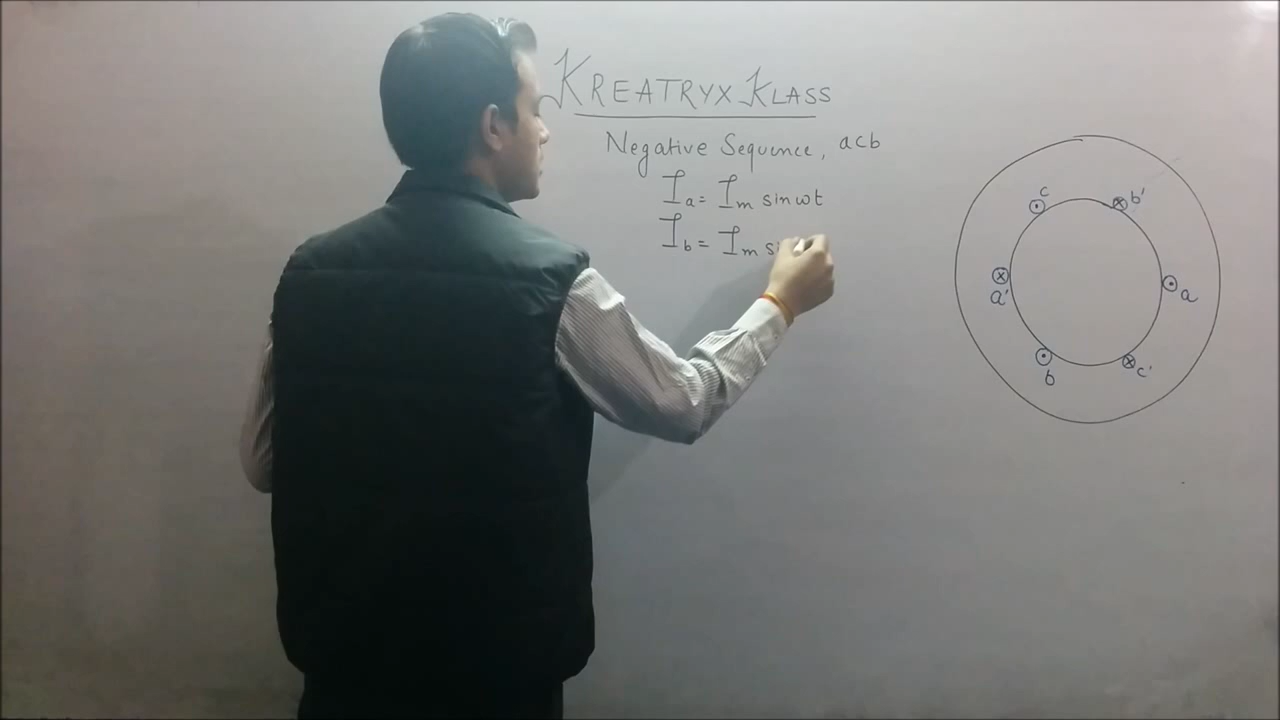 KREATRYX KLASS
Negative Sequence, acb
Ia = Im sinωt
Ib = Im
c
b'
a'
a
b
c'